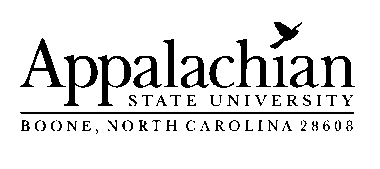 Appalachian
STATE UNIVERSITY
BOONE, NORTH CAROLINA 28608